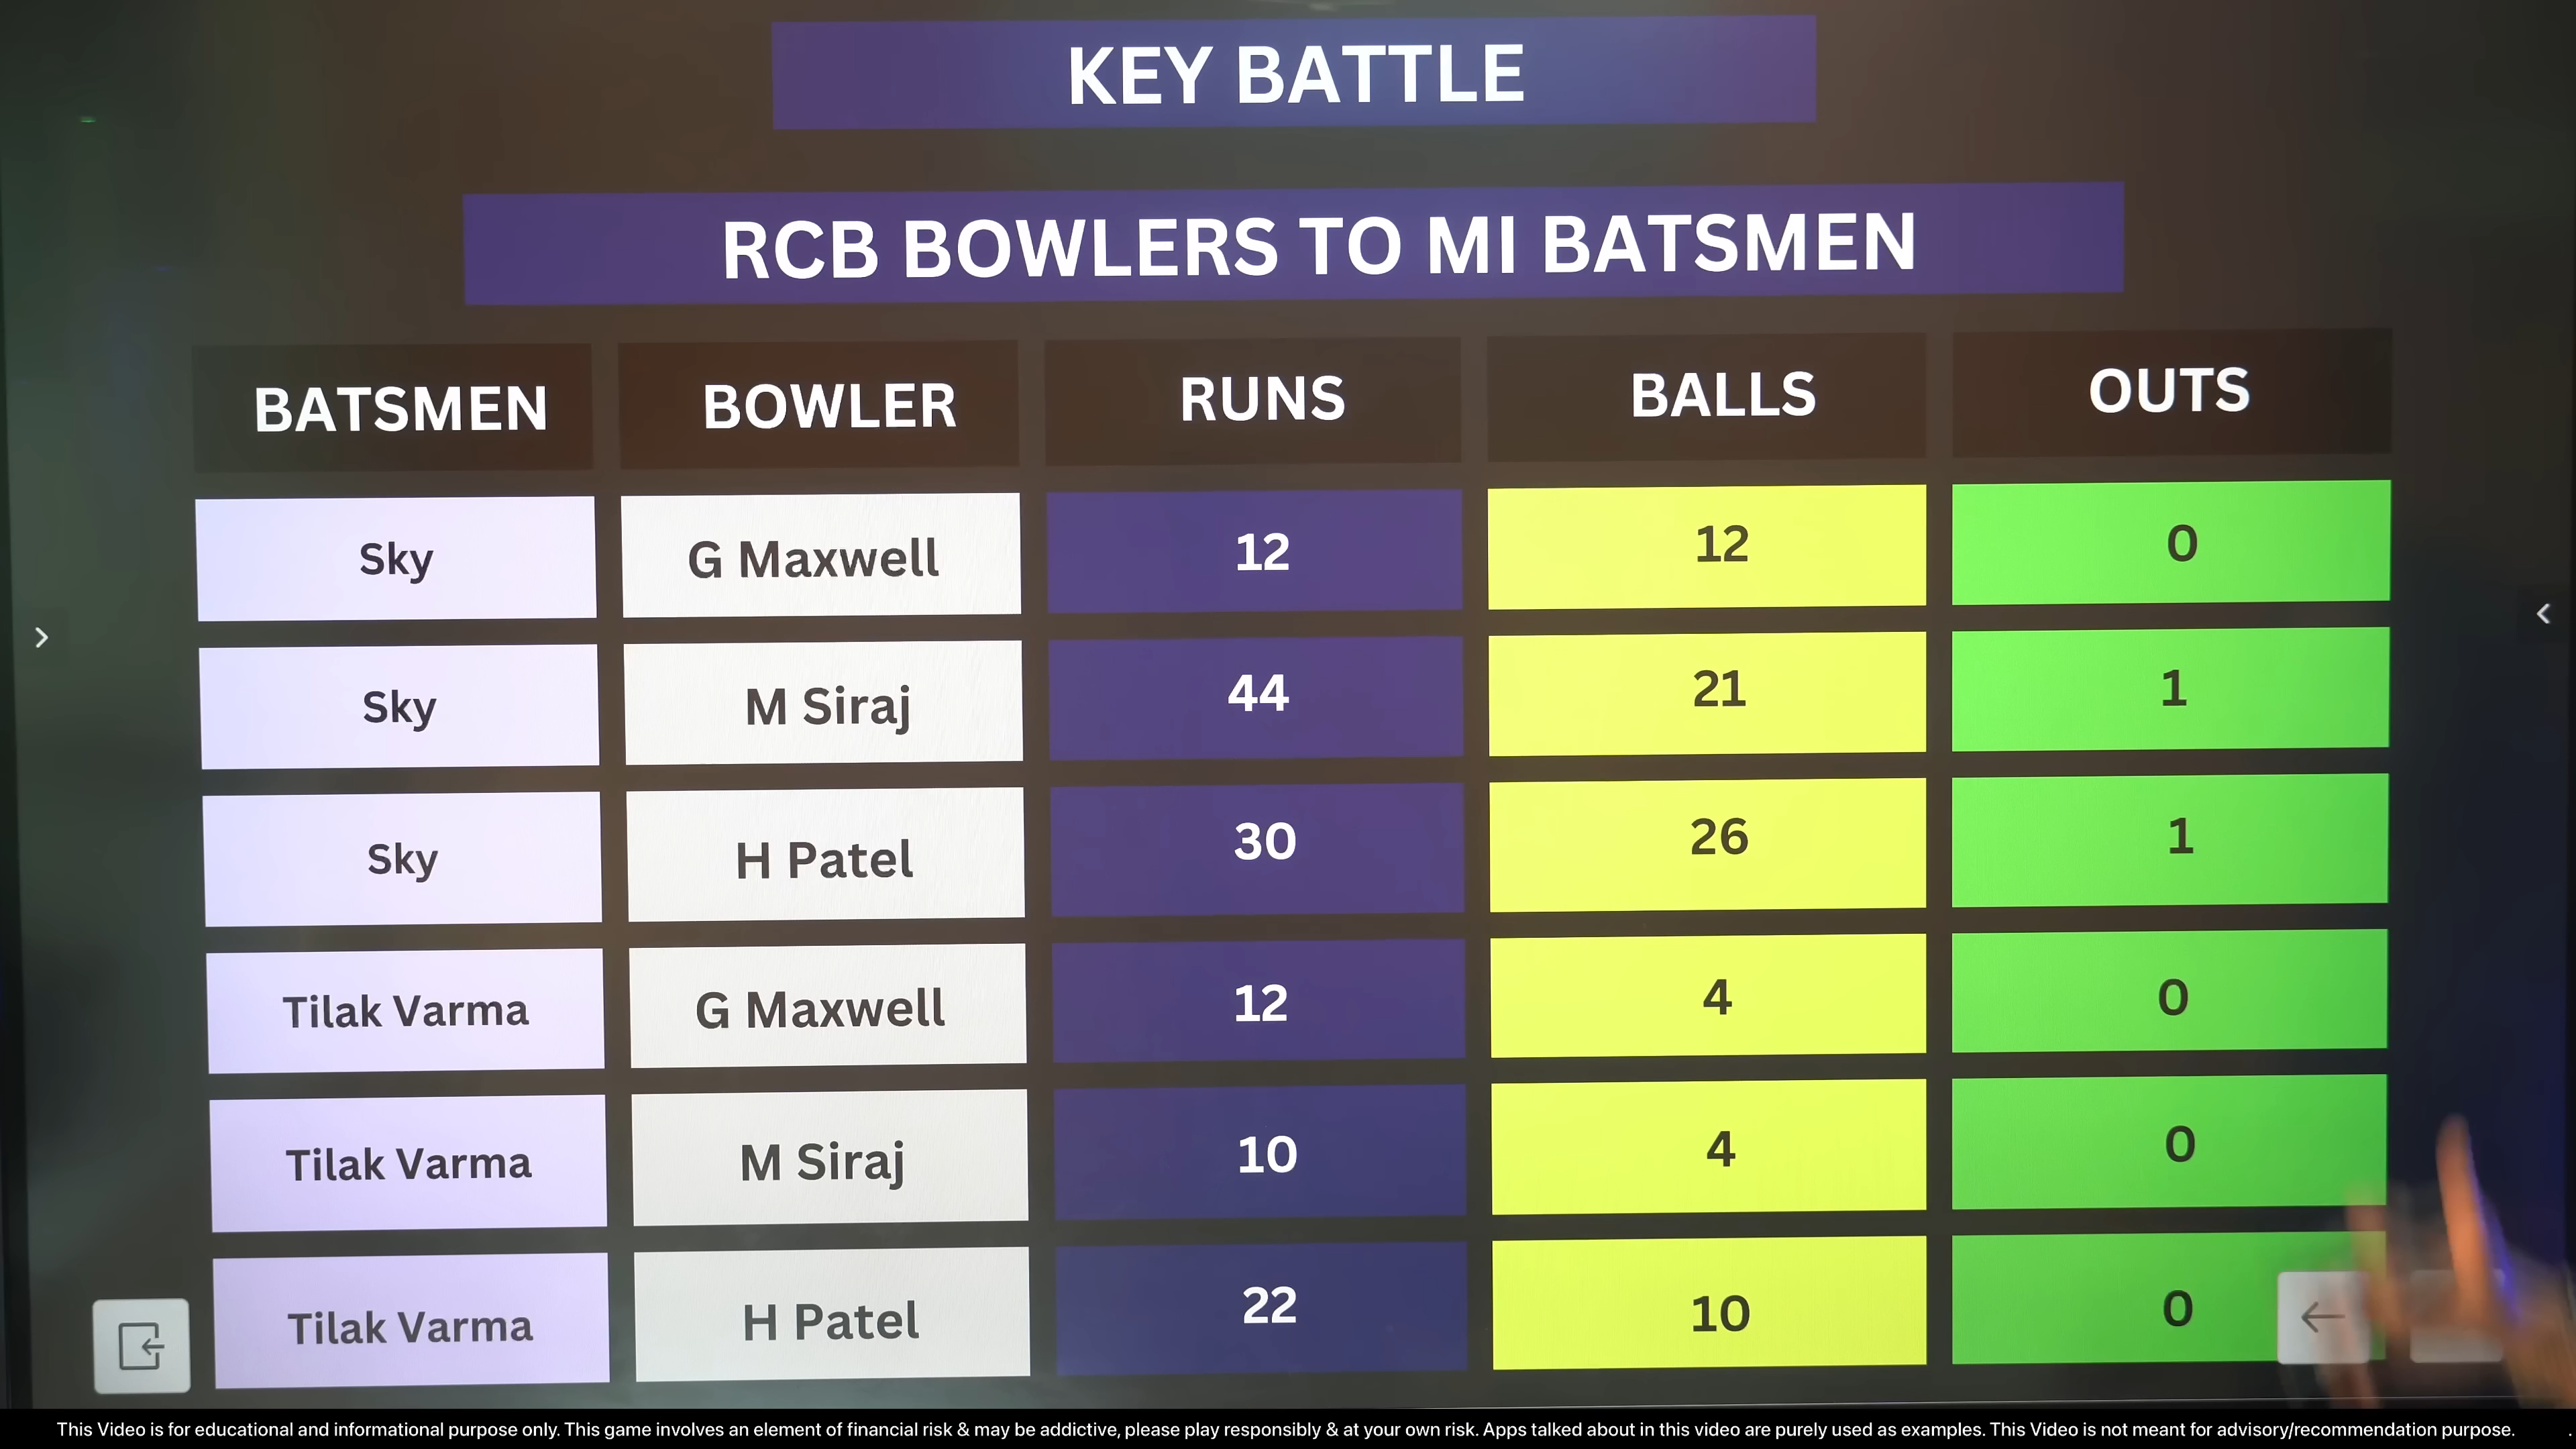 KEY BATTLE
RCB BOWLERS TO MI BATSMEN
BATSMEN BOWLER RUNS BALLS OUTS
Sky G Maxwell 12 12 0
Sky M Siraj 44 21 1
Sky H Patel 30 26 1
Tilak Varma G Maxwell 12 4 0
Tilak Varma M Siraj 10 4 0
Tilak Varma H Patel 22 10 0
This Video is for educational and informational purpose only. This game involves an element of financial risk & may be addictive, please play responsibly & at your own risk. Apps talked about in this video are purely used as examples. This Video is not meant for advisory/recommendation purpose.